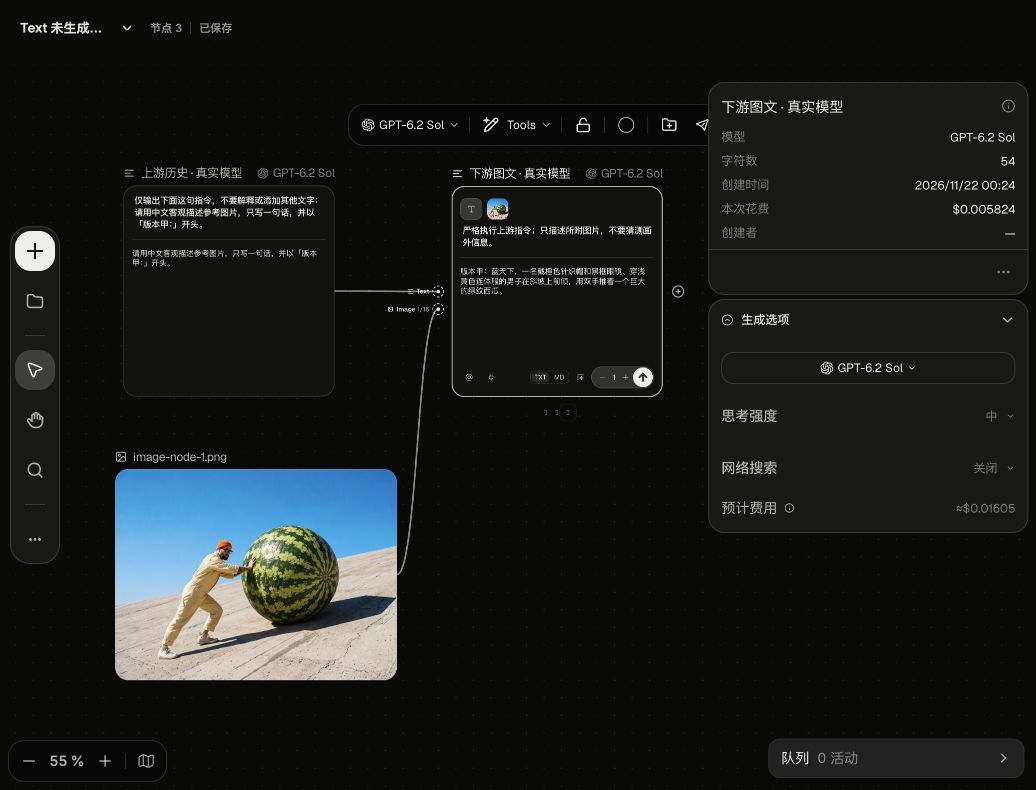 Text 未生成... 节点 3 已保存
GPT-6.2 Sol Tools
上游历史 · 真实模型 GPT-6.2 Sol
仅输出下面这句指令，不要解释或添加其他文字：
请用中文客观描述参考图片，只写一句话，并以
「版本甲：」开头。
请用中文客观描述参考图片，只写一句话，并以「版本
甲：」开头。
下游图文 · 真实模型 GPT-6.2 Sol
T
严格执行上游指令；只描述所附图片，不要猜测画
外信息。
版本甲：蓝天下，一名戴橙色针织帽和黑框眼镜、穿浅
黄色连体服的男子在斜坡上前倾，用双手推着一个巨大
的绿纹西瓜。
Text
Image 1/16
TXT MD − 1 +
image-node-1.png
下游图文 · 真实模型
模型 GPT-6.2 Sol
字符数 54
创建时间 2026/11/22 00:24
本次花费 $0.005824
创建者 —
生成选项
GPT-6.2 Sol
思考强度 中
网络搜索 关闭
预计费用 ≈$0.01605
55 %
队列 0 活动